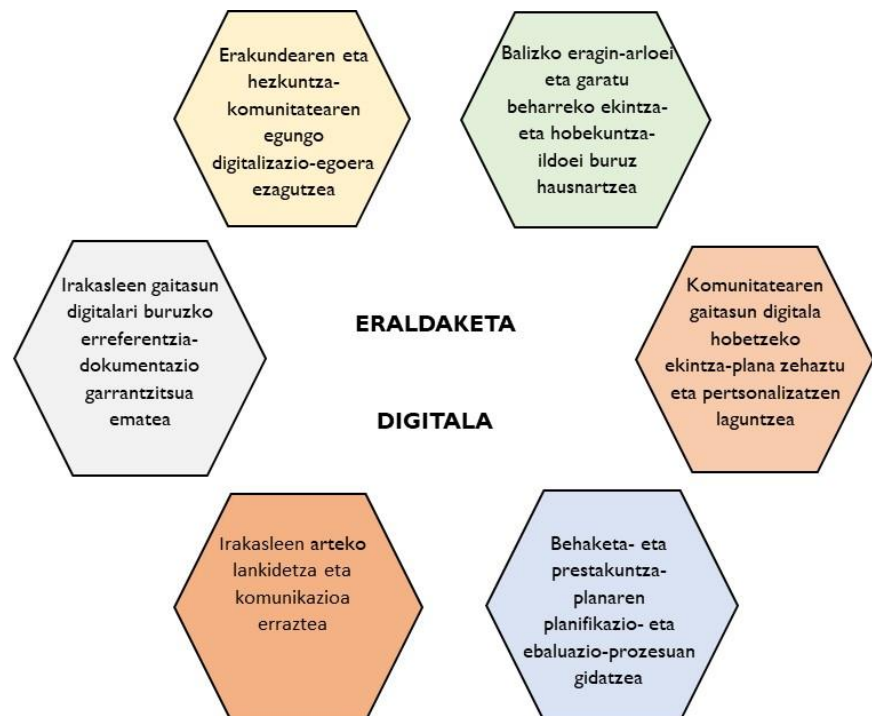 Erakundearen eta
hezkuntza-
komunitatearen
egungo
digitalizazio-egoera
ezagutzea
Balizko eragin-arloei
eta garatu
beharreko ekintza-
eta hobekuntza-
ildoei buruz
hausnartzea
Irakasleen gaitasun
digitalari buruzko
erreferentzia-
dokumentazio
garrantzitsua
ematea
ERALDAKETA
DIGITALA
Komunitatearen
gaitasun digitala
hobetzeko
ekintza-plana zehaztu
eta pertsonalizatzen
laguntzea
Irakasleen arteko
lankidetza eta
komunikazioa
erraztea
Behaketa- eta
prestakuntza-
planaren
planifikazio- eta
ebaluazio-prozesuan
gidatzea